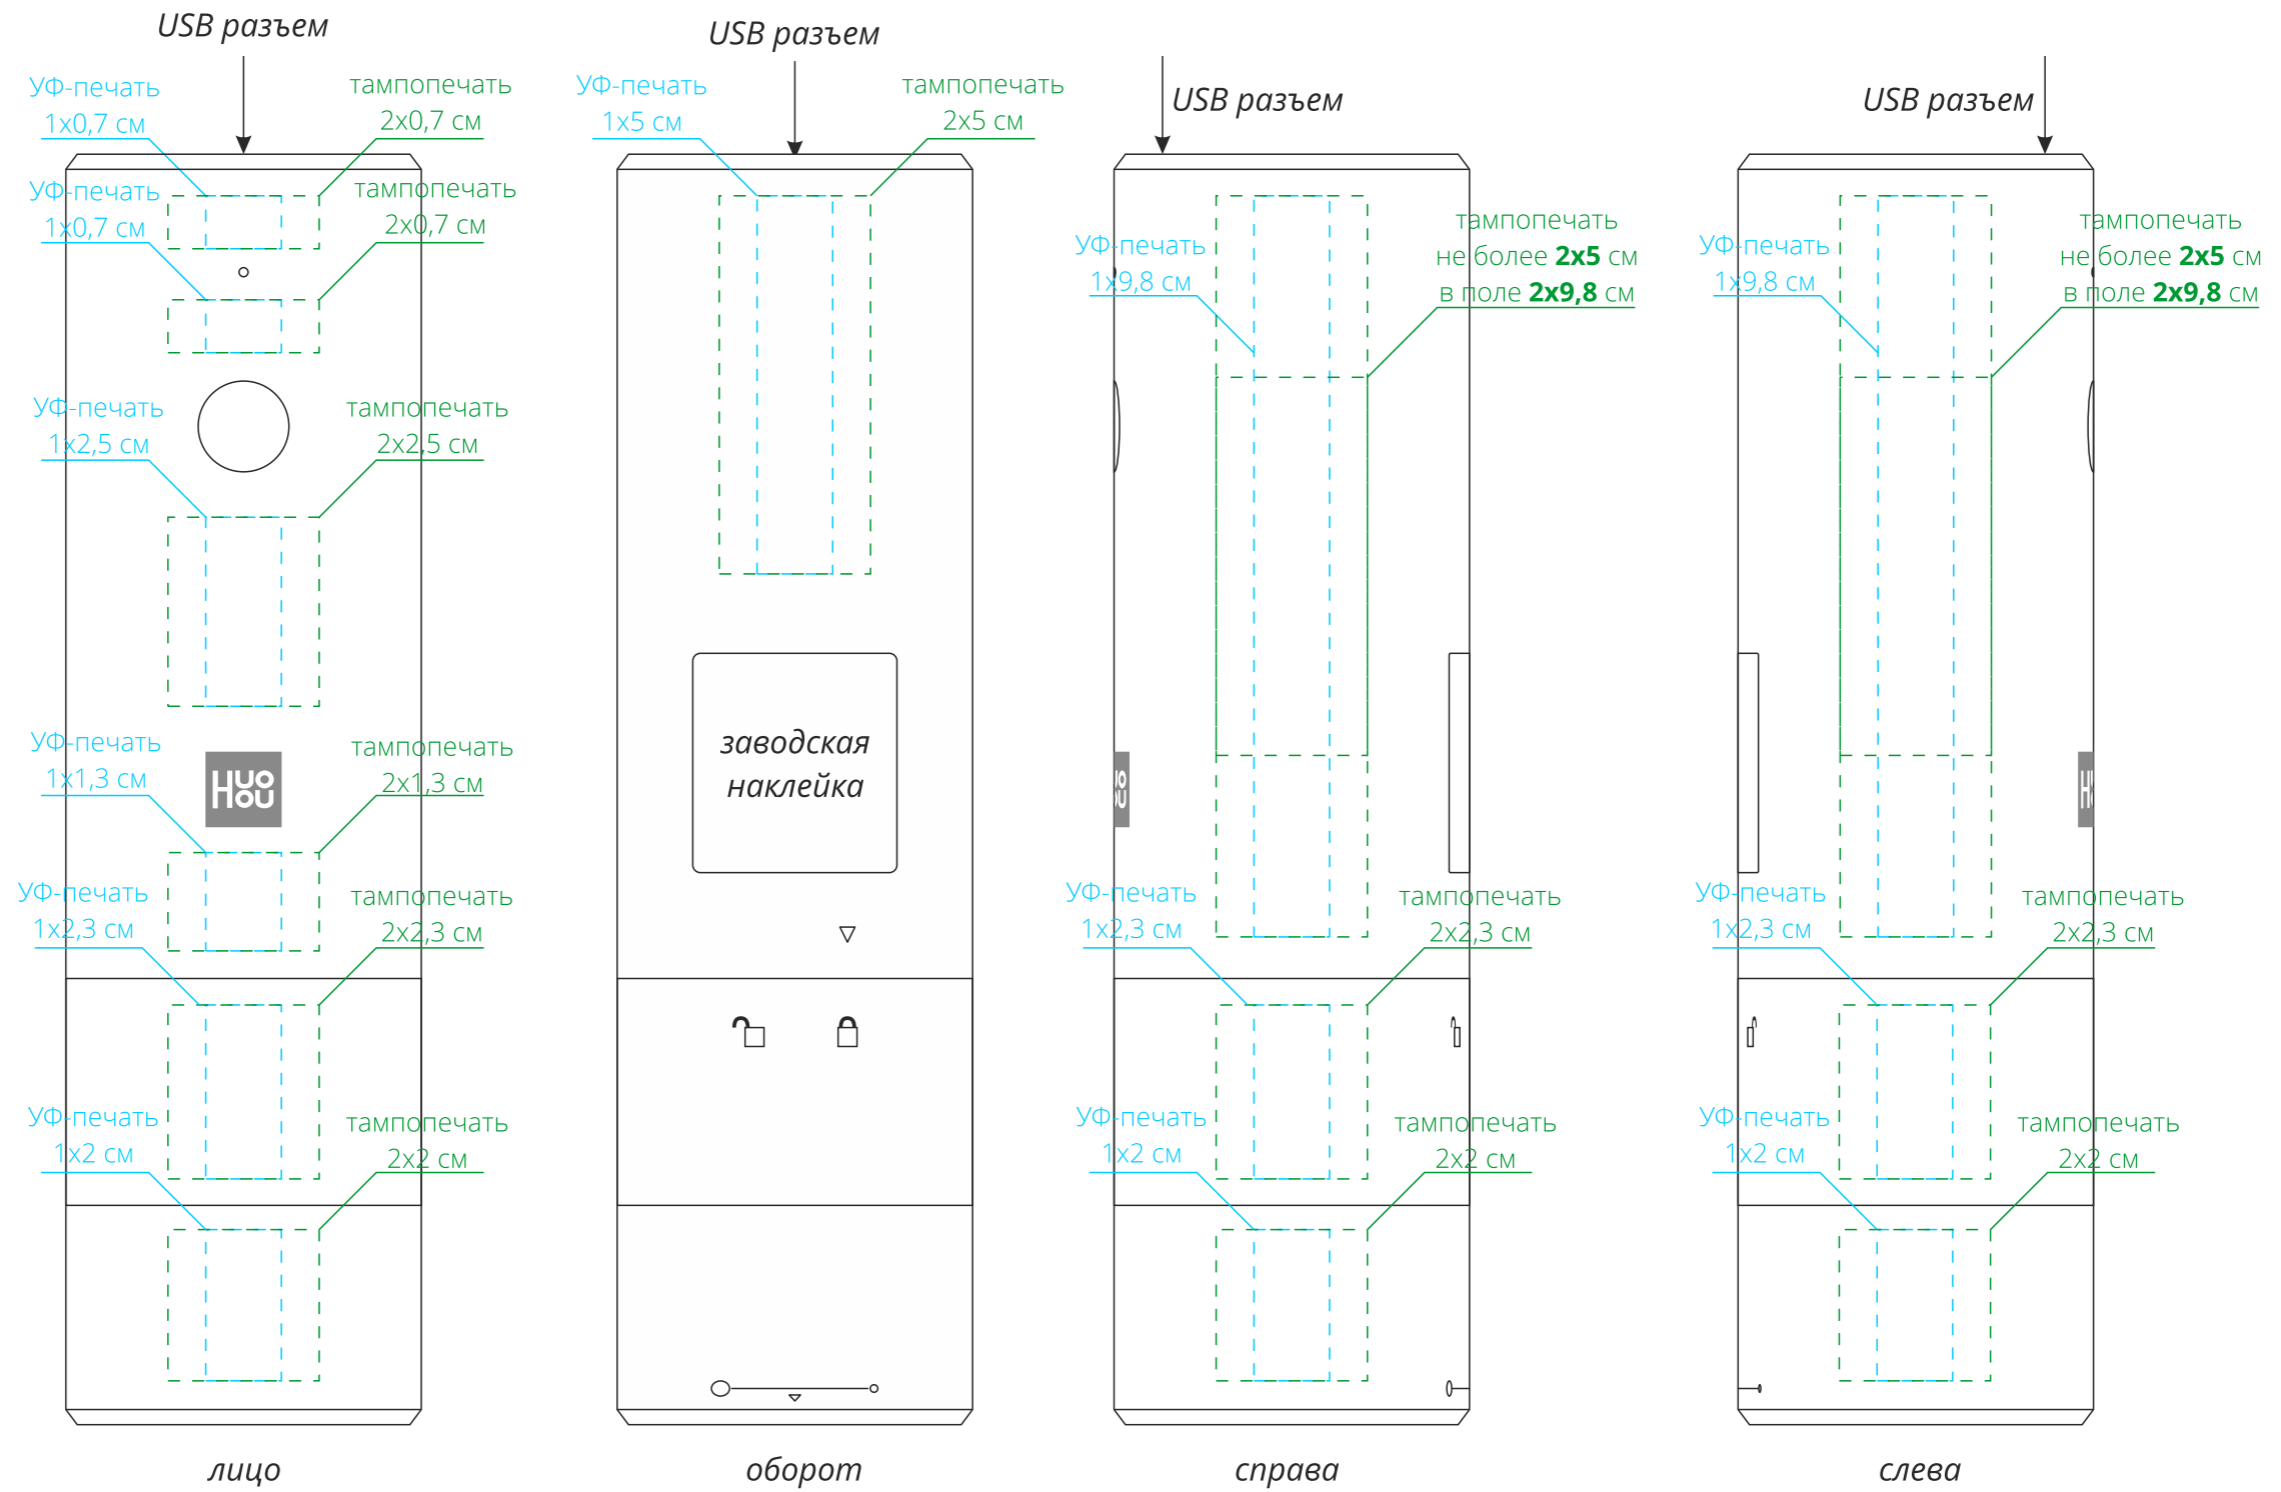 USB разъем
УФ-печать
1х0,7 см
тампопечать
2х0,7 см
УФ-печать
1х0,7 см
тампопечать
2х0,7 см
УФ-печать
1х2,5 см
тампопечать
2х2,5 см
УФ-печать
1х1,3 см
тампопечать
2х1,3 см
HUO
HOU
УФ-печать
1х2,3 см
тампопечать
2х2,3 см
УФ-печать
1х2 см
тампопечать
2х2 см
лицо
USB разъем
УФ-печать
1х5 см
тампопечать
2х5 см
заводская
наклейка
оборот
USB разъем
УФ-печать
1х9,8 см
тампопечать
не более 2х5 см
в поле 2х9,8 см
УФ-печать
1х2,3 см
тампопечать
2х2,3 см
УФ-печать
1х2 см
тампопечать
2х2 см
справа
USB разъем
УФ-печать
1х9,8 см
тампопечать
не более 2х5 см
в поле 2х9,8 см
УФ-печать
1х2,3 см
тампопечать
2х2,3 см
УФ-печать
1х2 см
тампопечать
2х2 см
слева